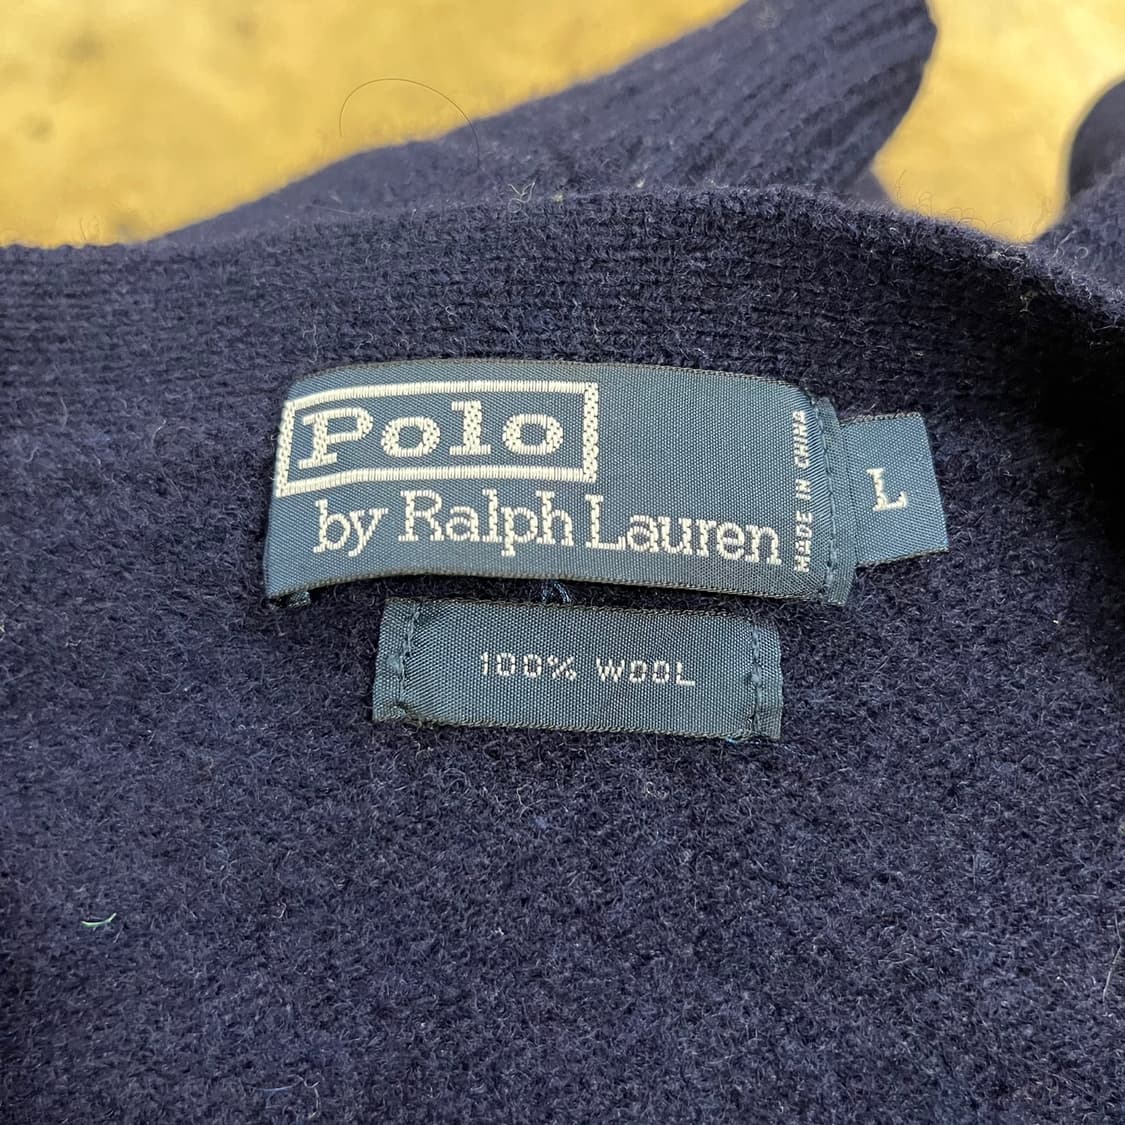 Polo
by Ralph Lauren
MADE IN CHINA
L
100% WOOL